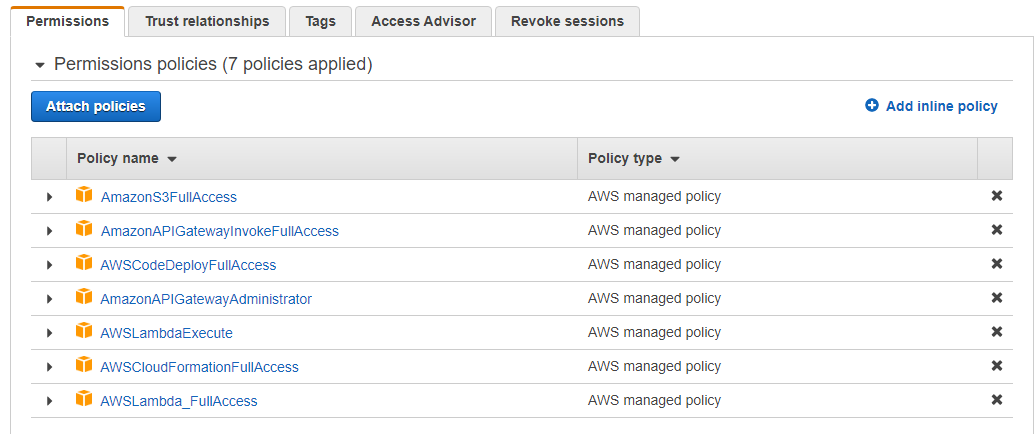 Permissions Trust relationships Tags Access Advisor Revoke sessions
Permissions policies (7 policies applied)
Attach policies Add inline policy
Policy name Policy type
AmazonS3FullAccess AWS managed policy
AmazonAPIGatewayInvokeFullAccess AWS managed policy
AWSCodeDeployFullAccess AWS managed policy
AmazonAPIGatewayAdministrator AWS managed policy
AWSLambdaExecute AWS managed policy
AWSCloudFormationFullAccess AWS managed policy
AWSLambda_FullAccess AWS managed policy